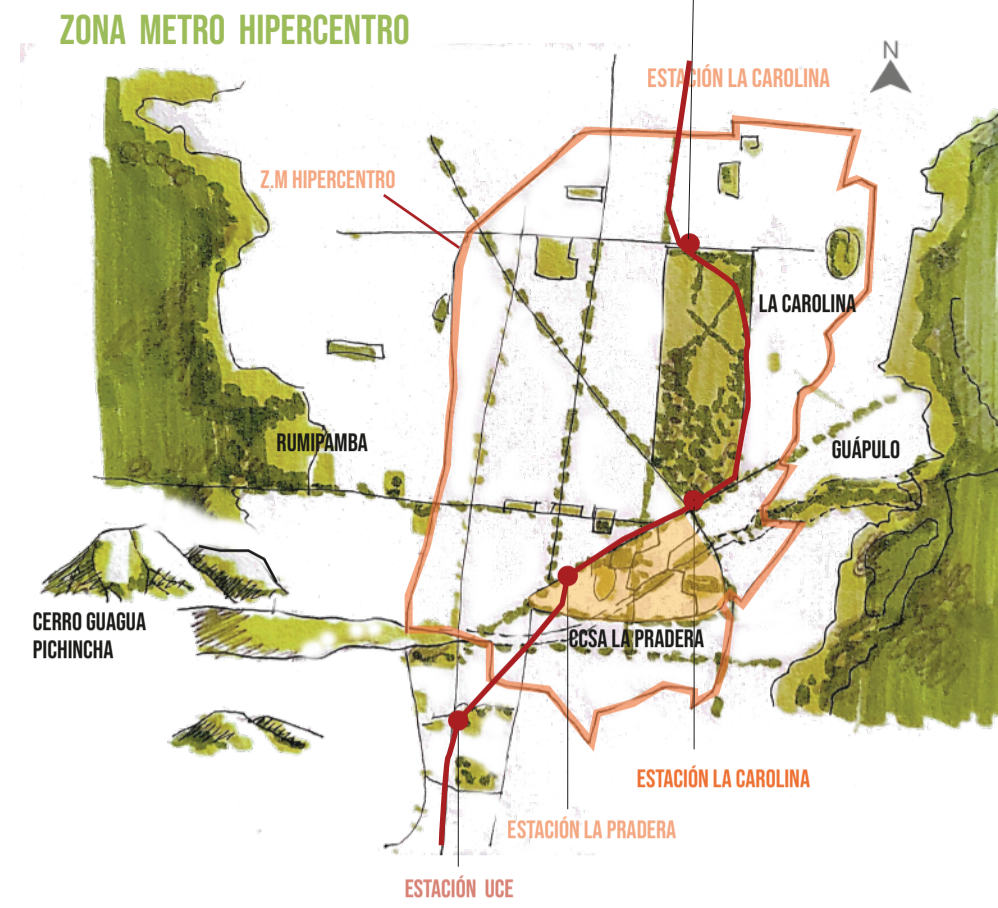 ZONA METRO HIPERCENTRO
N
ESTACIÓN LA CAROLINA
Z.M HIPERCENTRO
LA CAROLINA
RUMIPAMBA
GUÁPULO
CERRO GUAGUA
PICHINCHA
CCSA LA PRADERA
ESTACIÓN LA CAROLINA
ESTACIÓN LA PRADERA
ESTACIÓN UCE